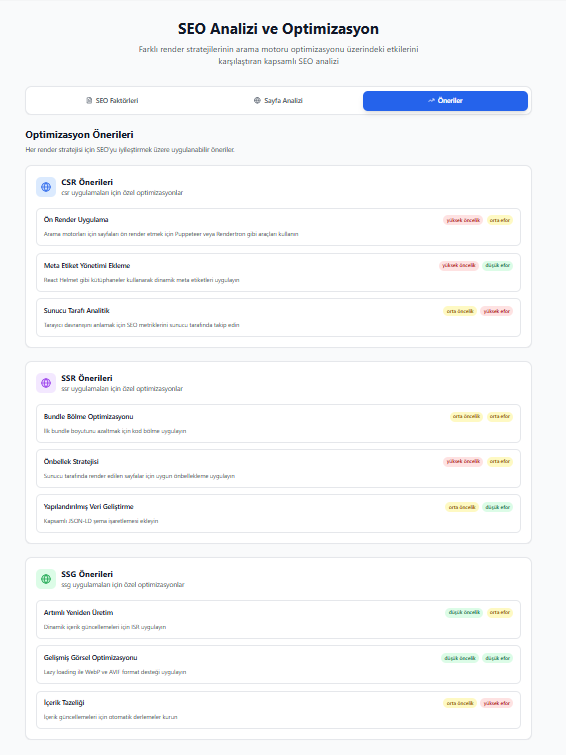 SEO Analizi ve Optimizasyon
Farklı render stratejilerinin arama motoru optimizasyonu üzerindeki etkilerini
karşılaştıran kapsamlı SEO analizi
SEO Faktörleri
Sayfa Analizi
Öneriler
Optimizasyon Önerileri
Her render stratejisi için SEO'yu iyileştirmek üzere uygulanabilir öneriler.
CSR Önerileri
csr uygulamaları için özel optimizasyonlar
Ön Render Uygulama yüksek öncelik orta efor
Arama motorları için sayfaları ön render etmek için Puppeteer veya Rendertron gibi araçları kullanın
Meta Etiket Yönetimi Ekleme yüksek öncelik düşük efor
React Helmet gibi kütüphaneler kullanarak dinamik meta etiketleri uygulayın
Sunucu Tarafı Analitik orta öncelik yüksek efor
Tarayıcı davranışını anlamak için SEO metriklerini sunucu tarafında takip edin
SSR Önerileri
ssr uygulamaları için özel optimizasyonlar
Bundle Bölme Optimizasyonu orta öncelik orta efor
İlk bundle boyutunu azaltmak için kod bölme uygulayın
Önbellek Stratejisi yüksek öncelik orta efor
Sunucu tarafında render edilen sayfalar için uygun önbellekleme uygulayın
Yapılandırılmış Veri Geliştirme orta öncelik düşük efor
Kapsamlı JSON-LD şema işaretlemesi ekleyin
SSG Önerileri
ssg uygulamaları için özel optimizasyonlar
Artımlı Yeniden Üretim düşük öncelik orta efor
Dinamik içerik güncellemeleri için ISR uygulayın
Gelişmiş Görsel Optimizasyonu düşük öncelik düşük efor
Lazy loading ile WebP ve AVIF format desteği uygulayın
İçerik Tazeliği orta öncelik yüksek efor
İçerik güncellemeleri için otomatik derlemeler kurun